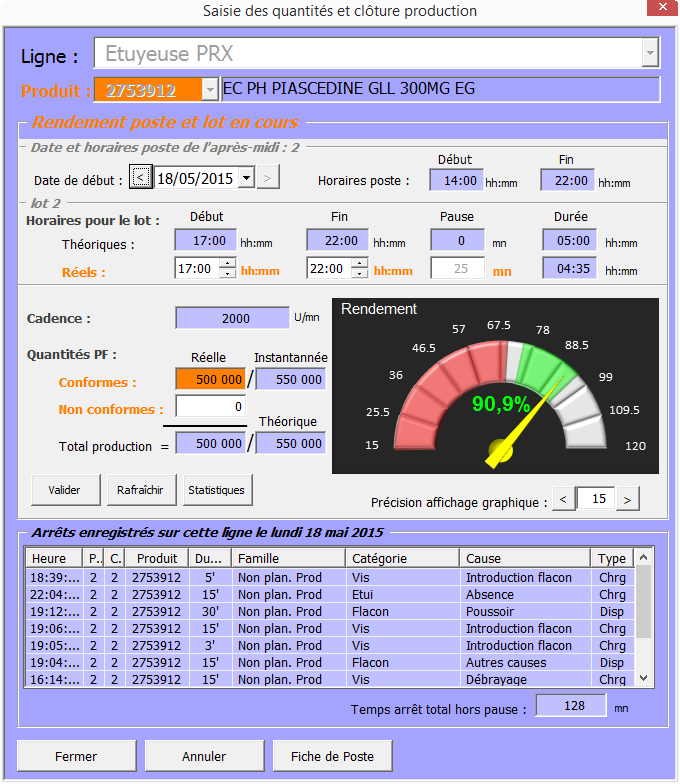 Saisie des quantités et clôture production
Ligne : Etuyeuse PRX
Produit : 2753912 EC PH PIASCEDINE GLL 300MG EG
Rendement poste et lot en cours
Date et horaires poste de l'après-midi : 2
Début Fin
Date de début : < 18/05/2015 > Horaires poste : 14:00 hh:mm 22:00 hh:mm
lot 2
Horaires pour le lot : Début Fin Pause Durée
Théoriques : 17:00 hh:mm 22:00 hh:mm 0 mn 05:00 hh:mm
Réels : 17:00 hh:mm 22:00 hh:mm 25 mn 04:35 hh:mm
Cadence : 2000 U/mn
Quantités PF : Réelle Instantannée
Conformes : 500 000 / 550 000
Non conformes : 0
Théorique
Total production = 500 000 / 550 000
Valider Rafraîchir Statistiques
Rendement
15 25.5 36 46.5 57 67.5 78 88.5 99 109.5 120
90,9%
Précision affichage graphique : < 15 >
Arrêts enregistrés sur cette ligne le lundi 18 mai 2015
Heure P.. C. Produit Du... Famille Catégorie Cause Type
18:39:... 2 2 2753912 5' Non plan. Prod Vis Introduction flacon Chrg
22:04:... 2 2 2753912 15' Non plan. Prod Etui Absence Chrg
19:12:... 2 2 2753912 30' Non plan. Prod Flacon Poussoir Disp
19:06:... 2 2 2753912 15' Non plan. Prod Vis Introduction flacon Chrg
19:05:... 2 2 2753912 3' Non plan. Prod Vis Introduction flacon Chrg
19:04:... 2 2 2753912 15' Non plan. Prod Flacon Autres causes Disp
16:14:... 2 2 2753912 15' Non plan. Prod Vis Débrayage Chrg
Temps arrêt total hors pause : 128 mn
Fermer Annuler Fiche de Poste